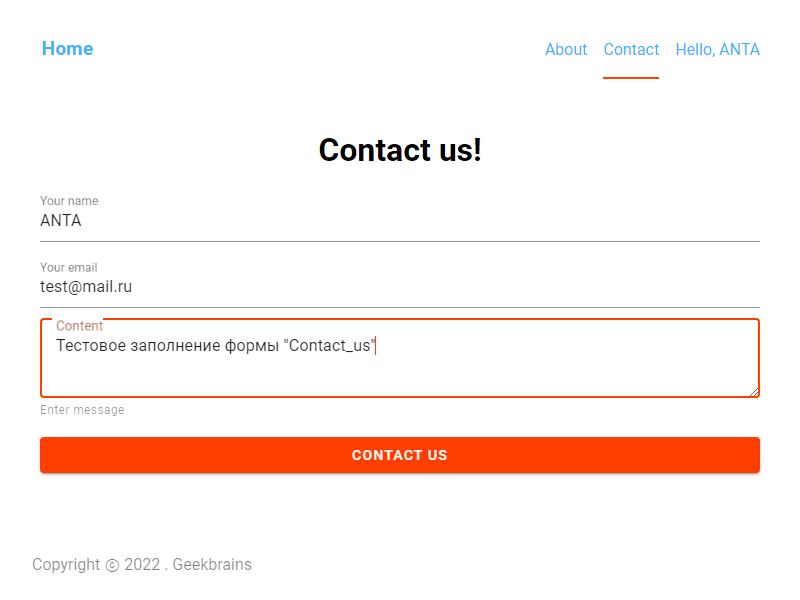 Home
About Contact Hello, ANTA
Contact us!
Your name
ANTA
Your email
test@mail.ru
Content
Тестовое заполнение формы "Contact_us"
Enter message
CONTACT US
Copyright © 2022 . Geekbrains